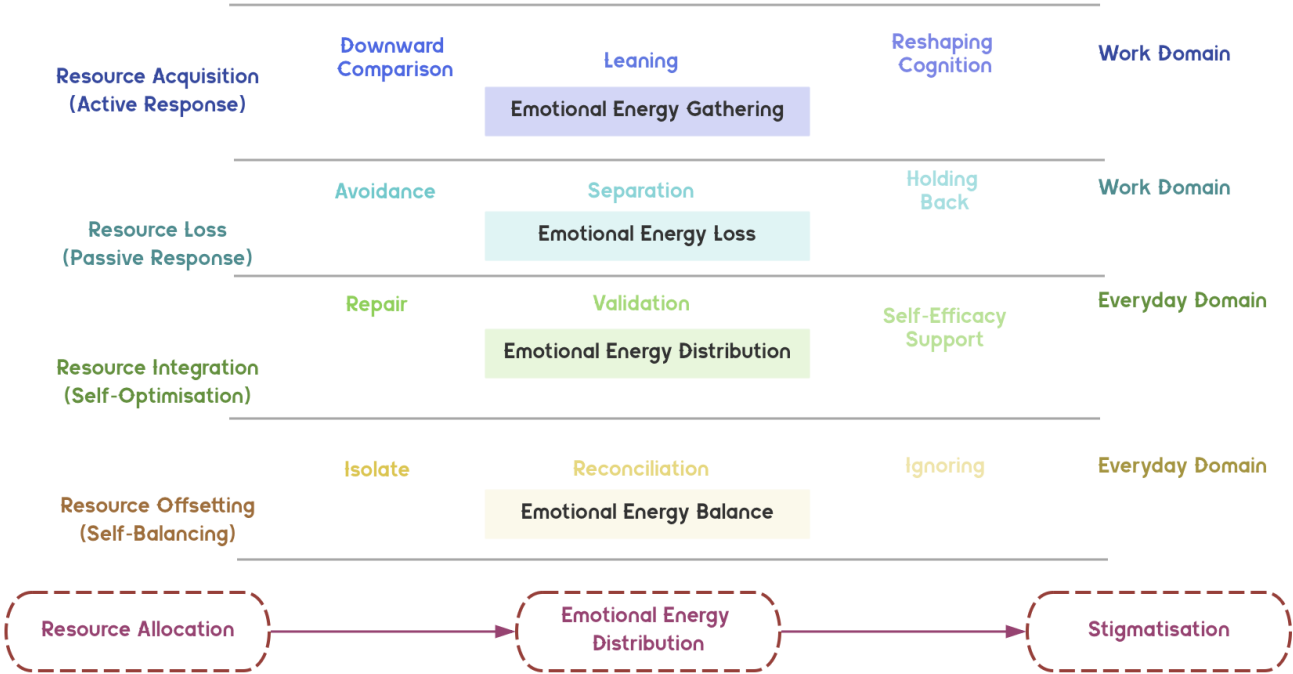 Downward
Comparison
Leaning
Reshaping
Cognition
Work Domain
Resource Acquisition
(Active Response)
Emotional Energy Gathering
Avoidance
Separation
Holding
Back
Work Domain
Resource Loss
(Passive Response)
Emotional Energy Loss
Repair
Validation
Self-Efficacy
Support
Everyday Domain
Resource Integration
(Self-Optimisation)
Emotional Energy Distribution
Isolate
Reconciliation
Ignoring
Everyday Domain
Resource Offsetting
(Self-Balancing)
Emotional Energy Balance
Resource Allocation
Emotional Energy
Distribution
Stigmatisation